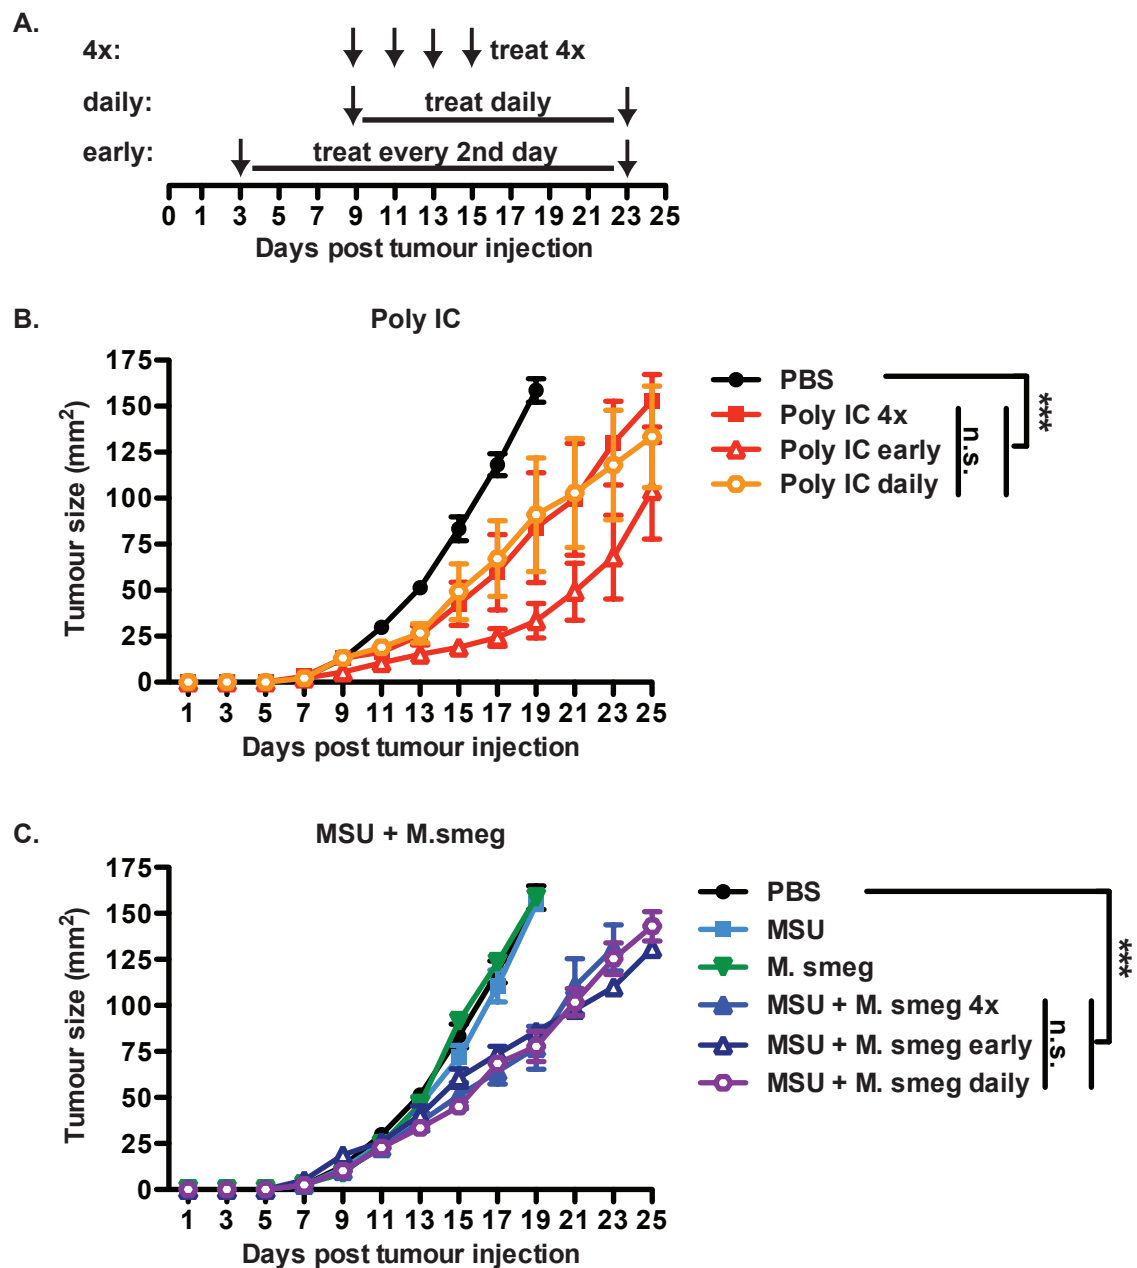 A.
4x: treat 4x
daily: treat daily
early: treat every 2nd day
0 1 3 5 7 9 11 13 15 17 19 21 23 25
Days post tumour injection
B.
Poly IC
Tumour size (mm²)
175
150
125
100
75
50
25
0
1 3 5 7 9 11 13 15 17 19 21 23 25
Days post tumour injection
PBS
Poly IC 4x
Poly IC early
Poly IC daily
n.s.
***
C.
MSU + M.smeg
Tumour size (mm²)
175
150
125
100
75
50
25
0
1 3 5 7 9 11 13 15 17 19 21 23 25
Days post tumour injection
PBS
MSU
M. smeg
MSU + M. smeg 4x
MSU + M. smeg early
MSU + M. smeg daily
n.s.
***